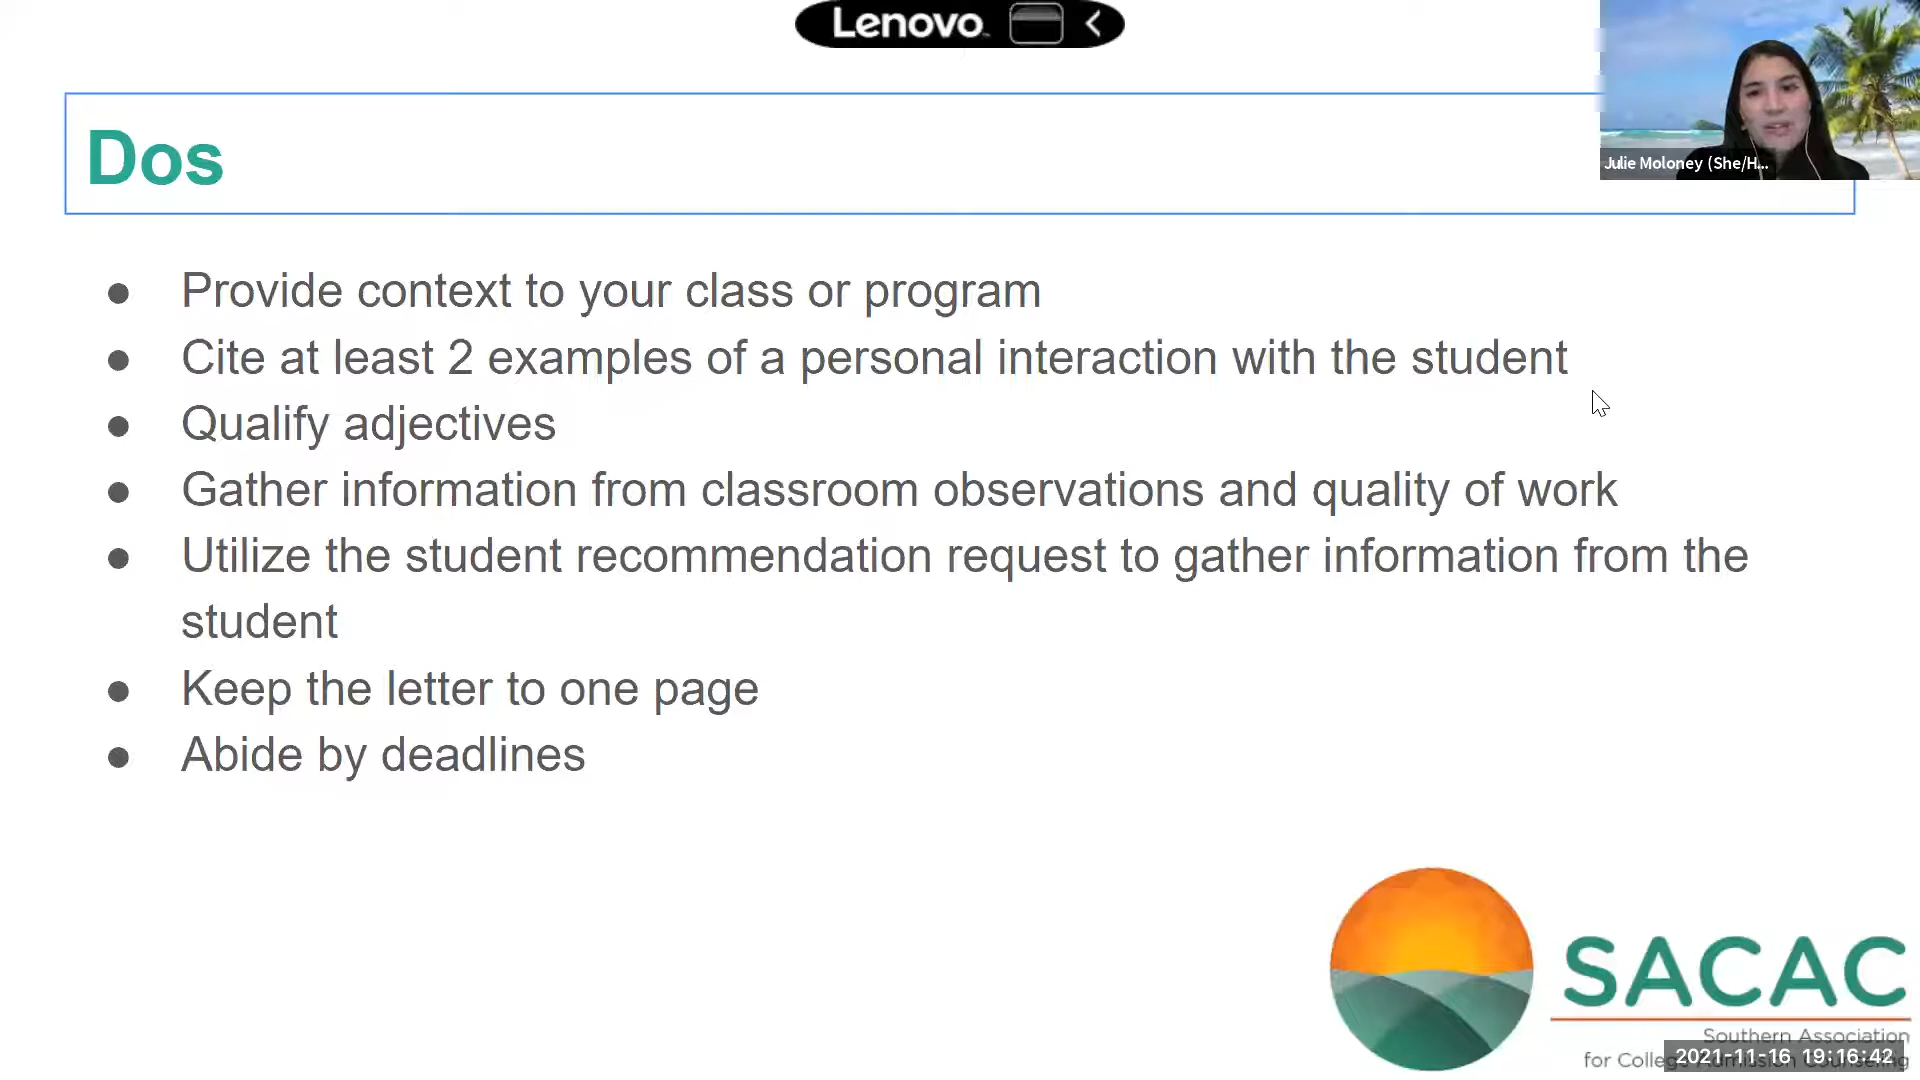 Lenovo
Dos
Julie Moloney (She/H...
● Provide context to your class or program
● Cite at least 2 examples of a personal interaction with the student
● Qualify adjectives
● Gather information from classroom observations and quality of work
● Utilize the student recommendation request to gather information from the
student
● Keep the letter to one page
● Abide by deadlines
SACAC
Southern Association
for College Admission Counseling
2021-11-16 19:16:42